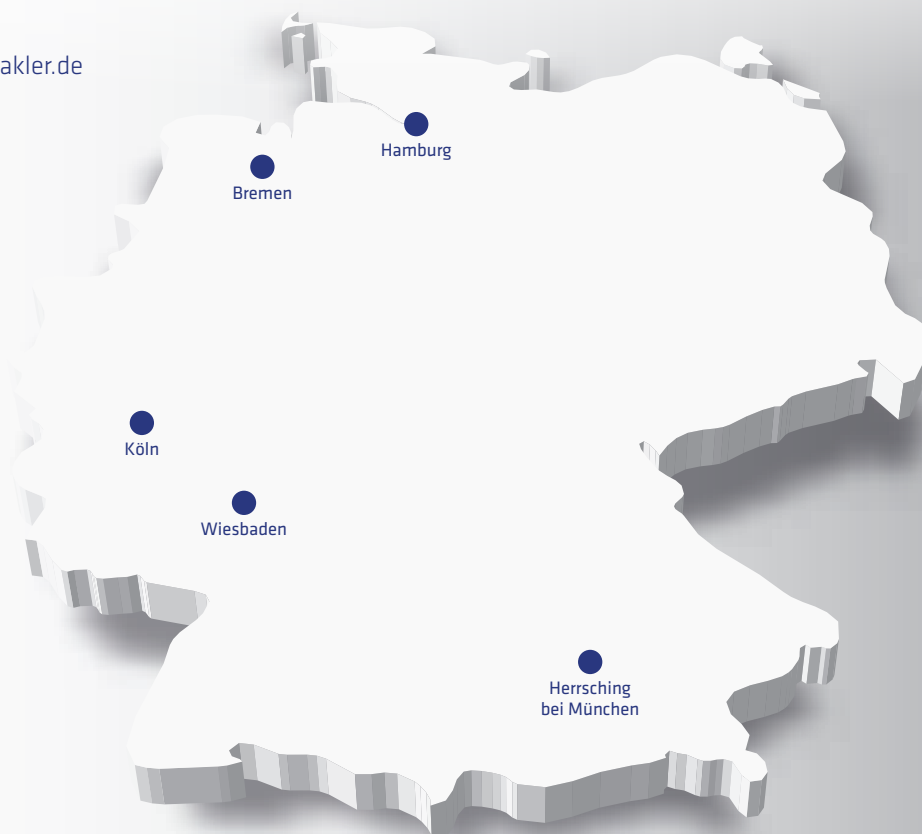 akler.de
Hamburg
Bremen
Köln
Wiesbaden
Herrsching
bei München